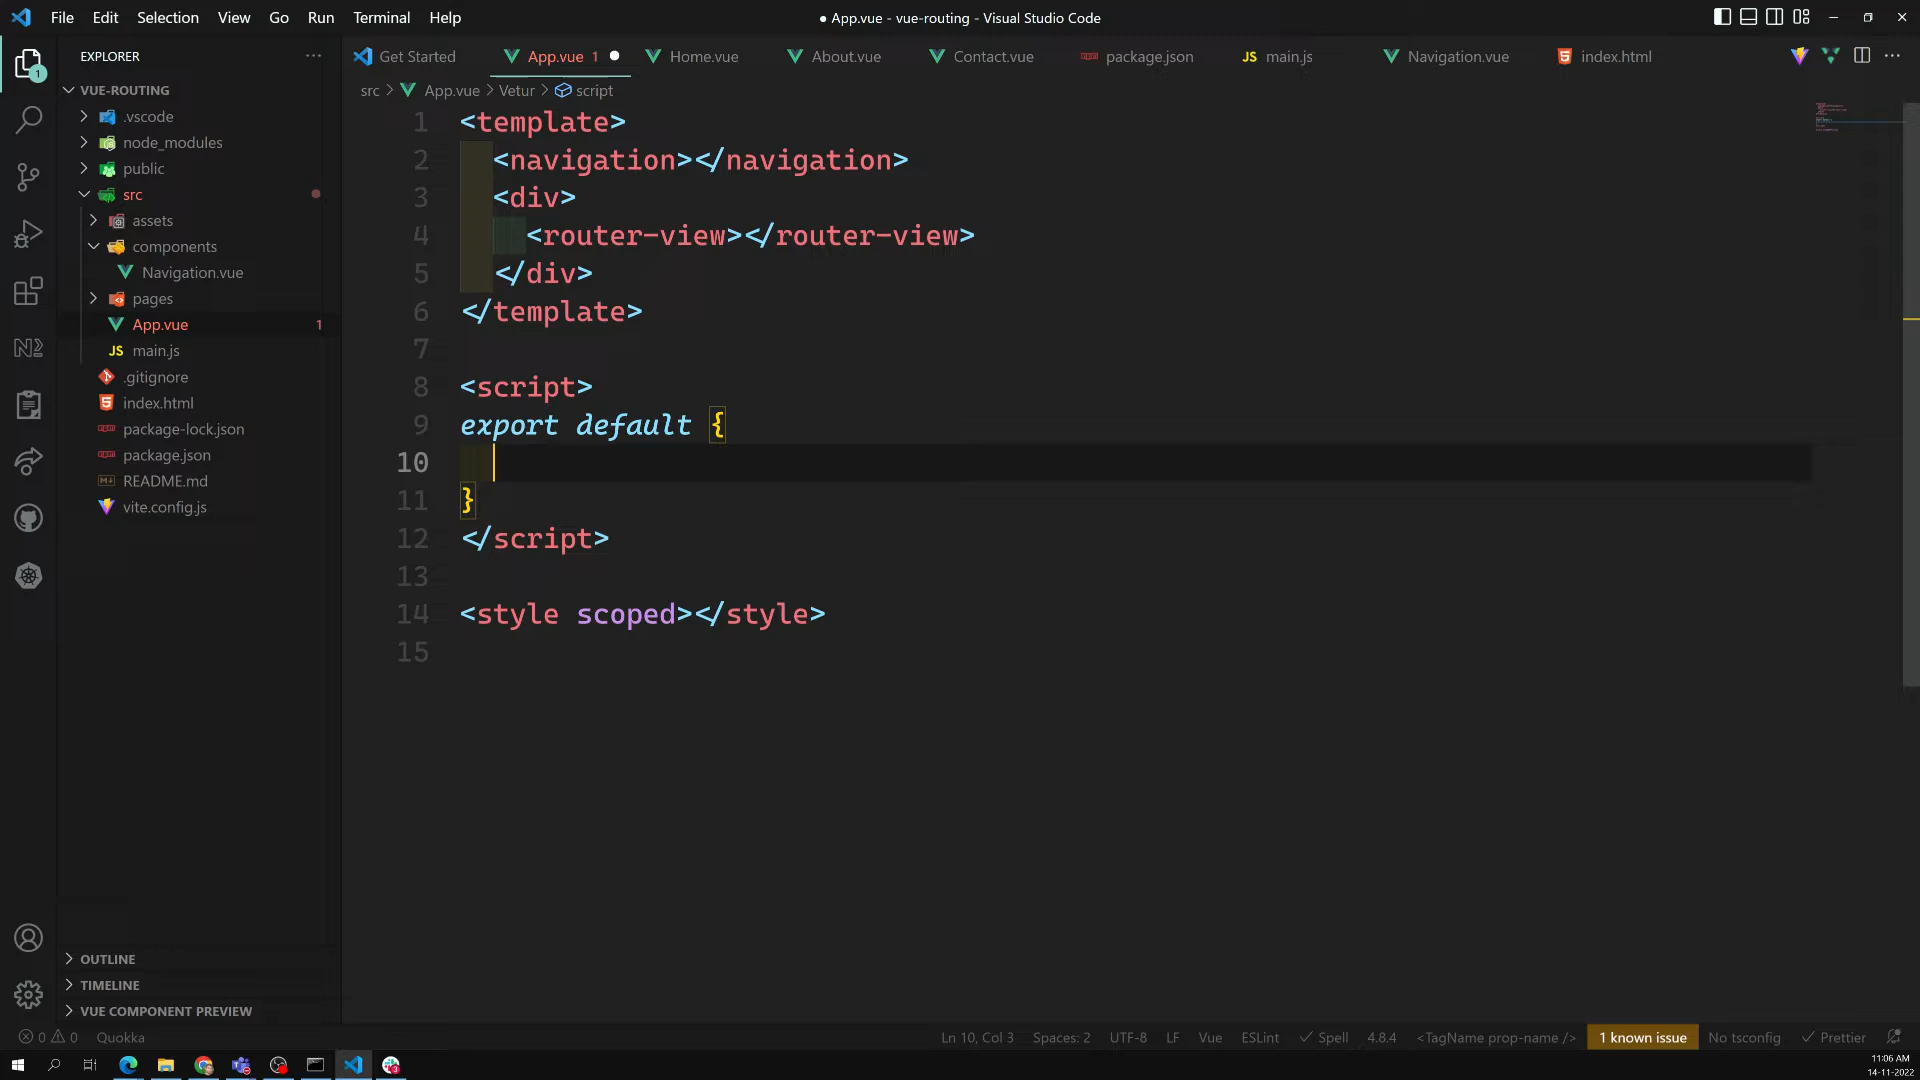 File Edit Selection View Go Run Terminal Help
● App.vue - vue-routing - Visual Studio Code
EXPLORER
Get Started App.vue 1 Home.vue About.vue Contact.vue package.json JS main.js Navigation.vue index.html
src > App.vue > Vetur > script
VUE-ROUTING
.vscode
node_modules
public
src
assets
components
Navigation.vue
pages
App.vue 1
JS main.js
.gitignore
index.html
package-lock.json
package.json
README.md
vite.config.js
1
1 <template>
2 <navigation></navigation>
3 <div>
4 <router-view></router-view>
5 </div>
6 </template>
7
8 <script>
9 export default {
10
11 }
12 </script>
13
14 <style scoped></style>
15
OUTLINE
TIMELINE
VUE COMPONENT PREVIEW
0 0 Quokka
Ln 10, Col 3 Spaces: 2 UTF-8 LF Vue ESLint ✓ Spell 4.8.4 <TagName prop-name /> 1 known issue No tsconfig ✓ Prettier
11:06 AM
14-11-2022